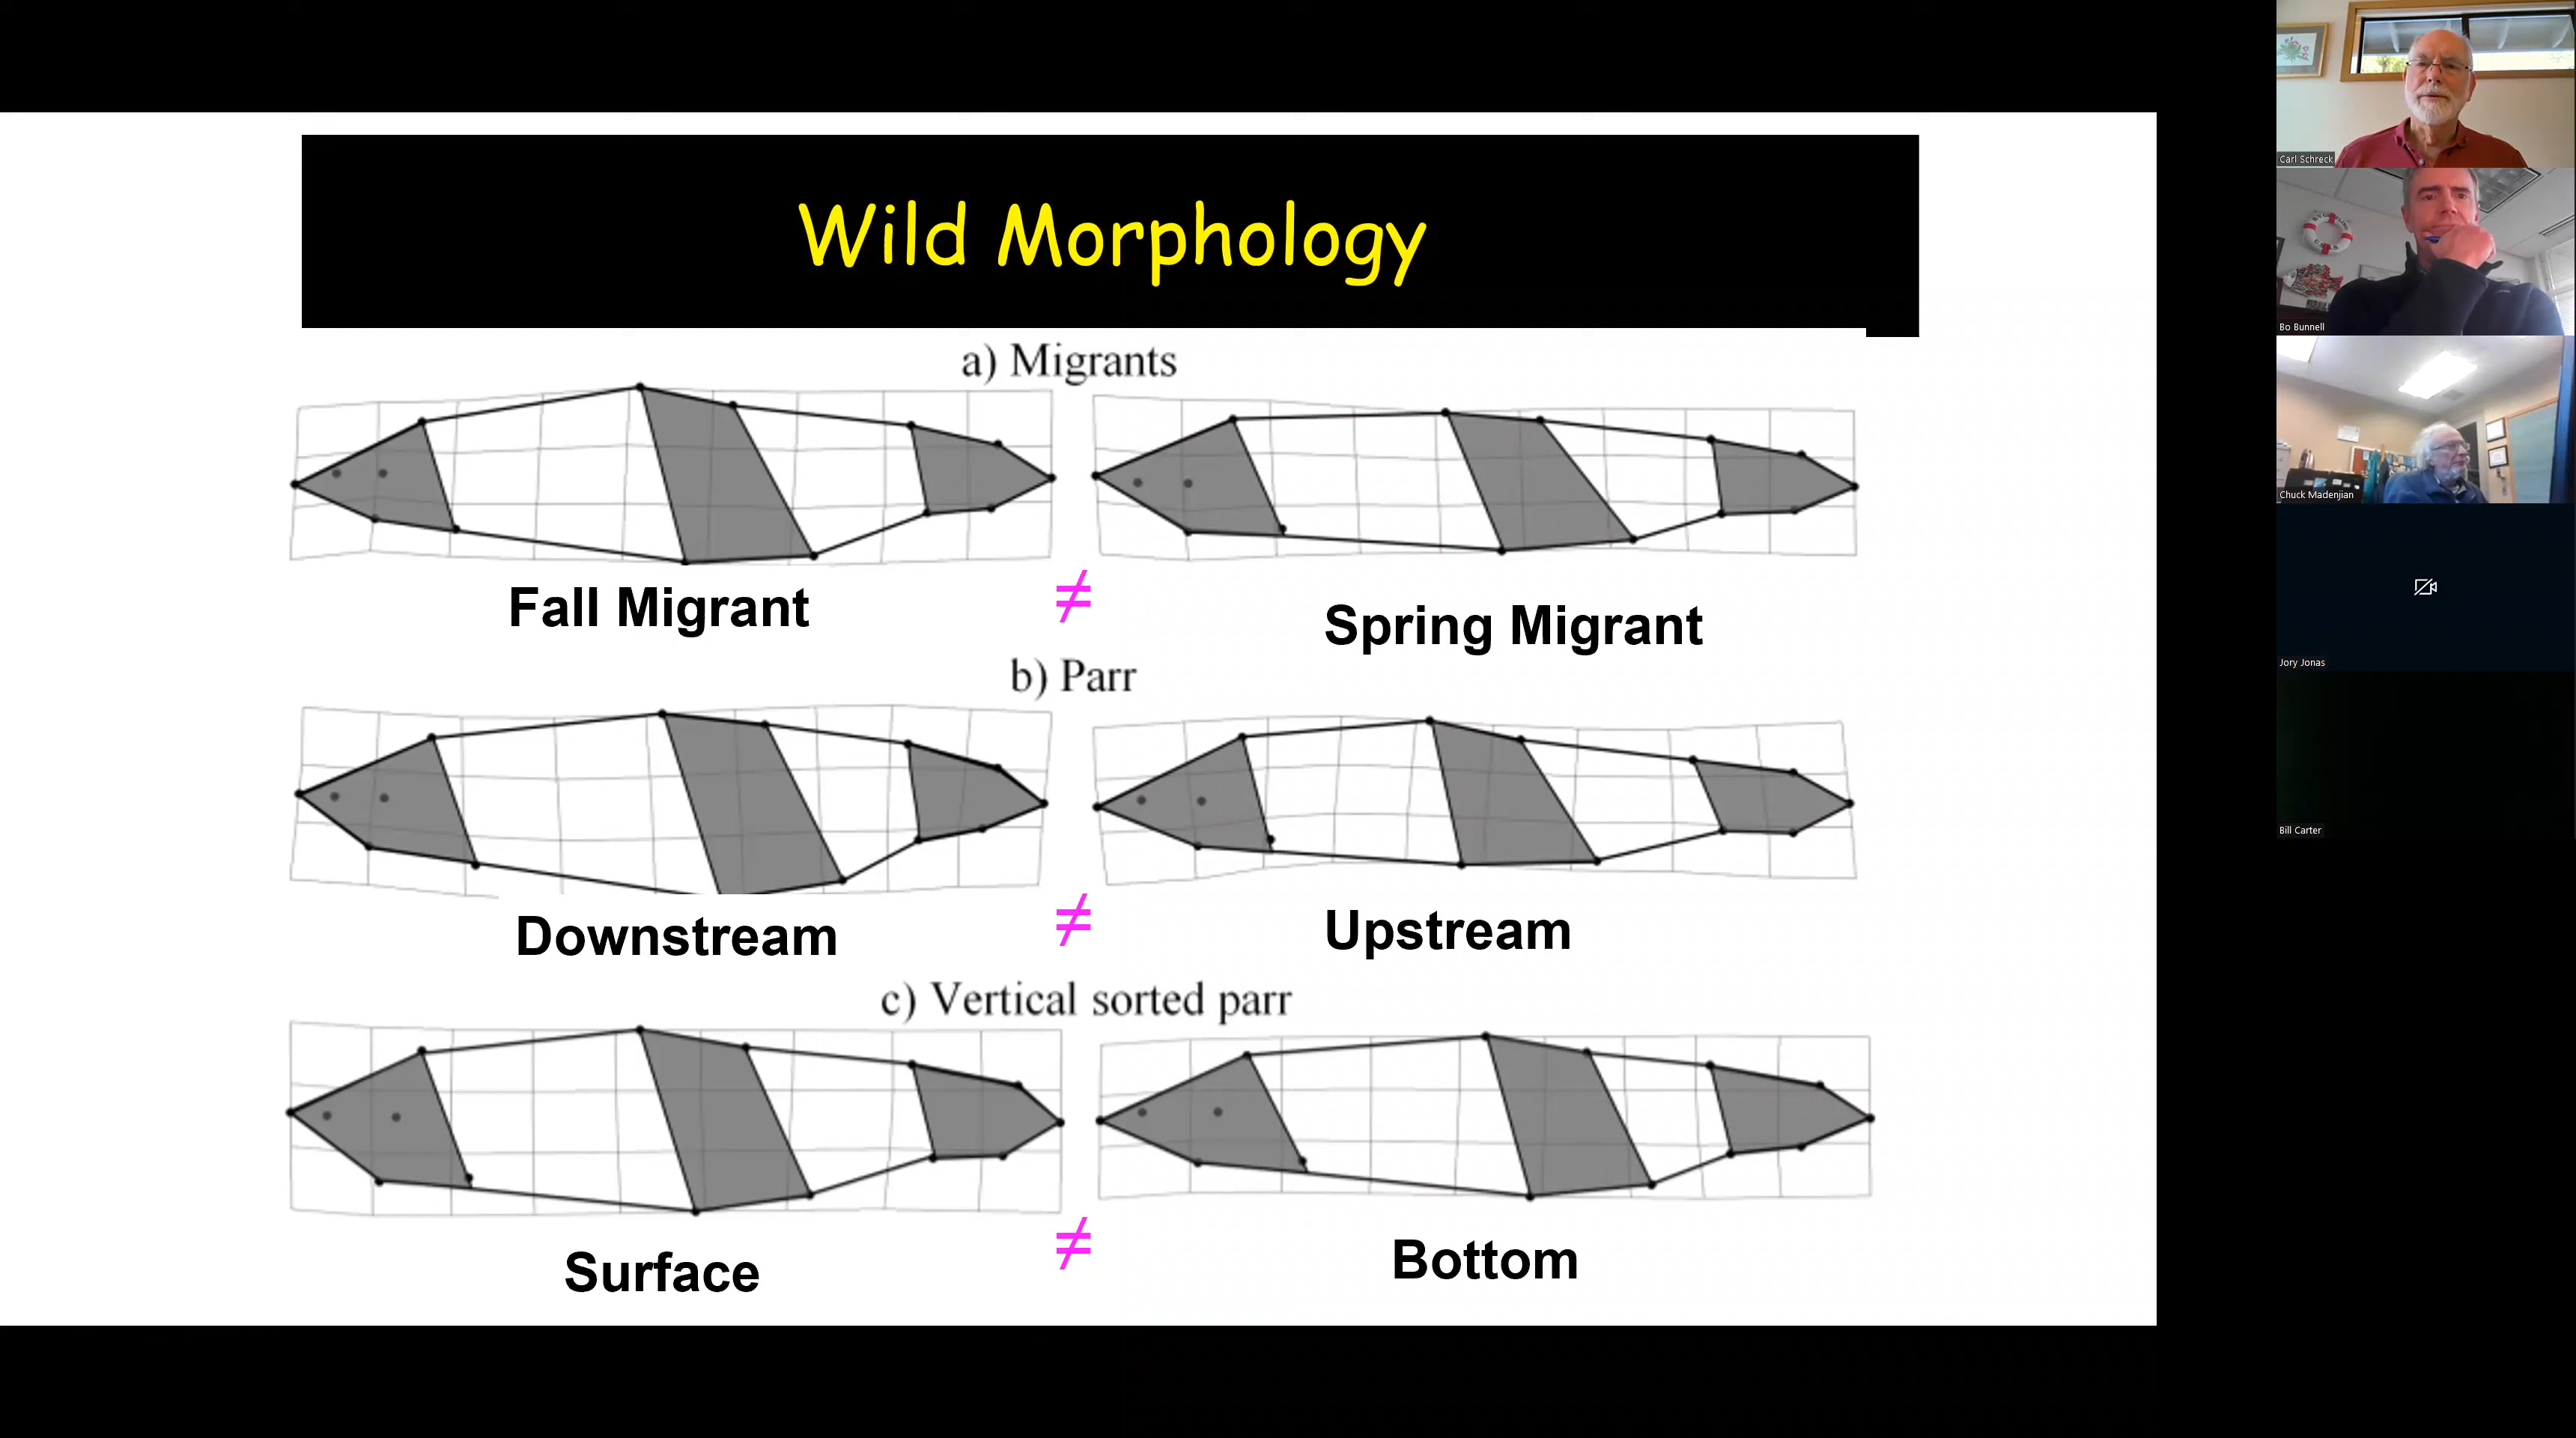 Wild Morphology
a) Migrants
Fall Migrant
≠
Spring Migrant
b) Parr
Downstream
≠
Upstream
c) Vertical sorted parr
Surface
≠
Bottom
Carl Schreck
Bo Bunnell
Chuck Madenjian
Jory Jonas
Bill Carter